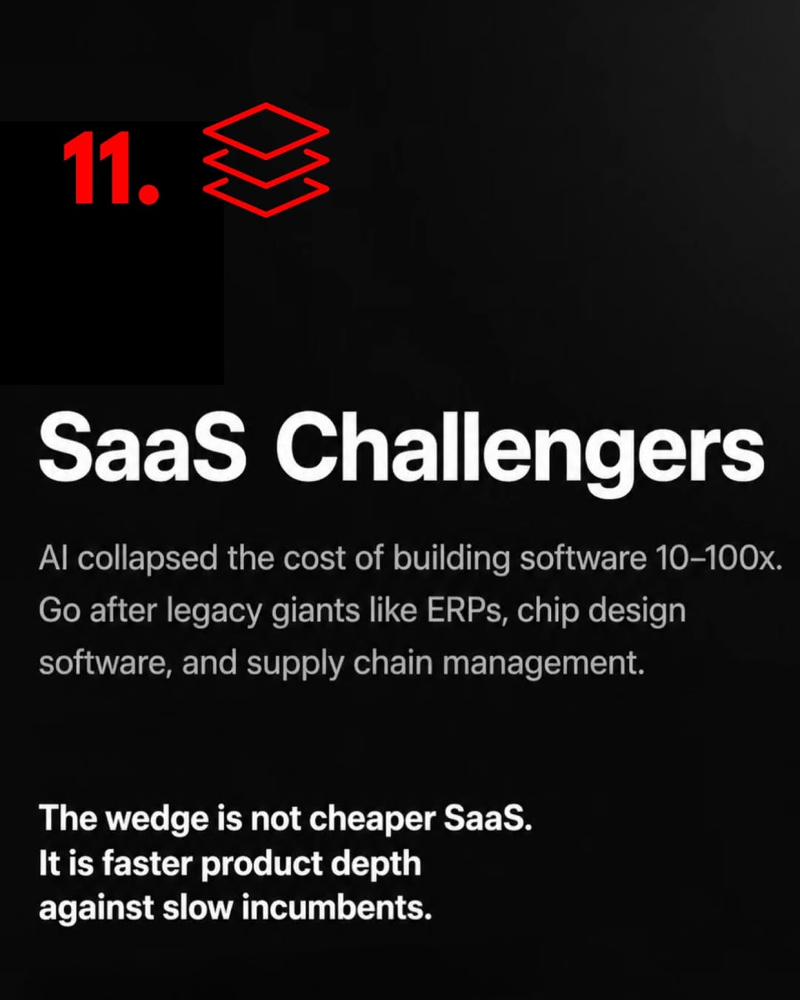 11.
SaaS Challengers
AI collapsed the cost of building software 10–100x.
Go after legacy giants like ERPs, chip design
software, and supply chain management.
The wedge is not cheaper SaaS.
It is faster product depth
against slow incumbents.